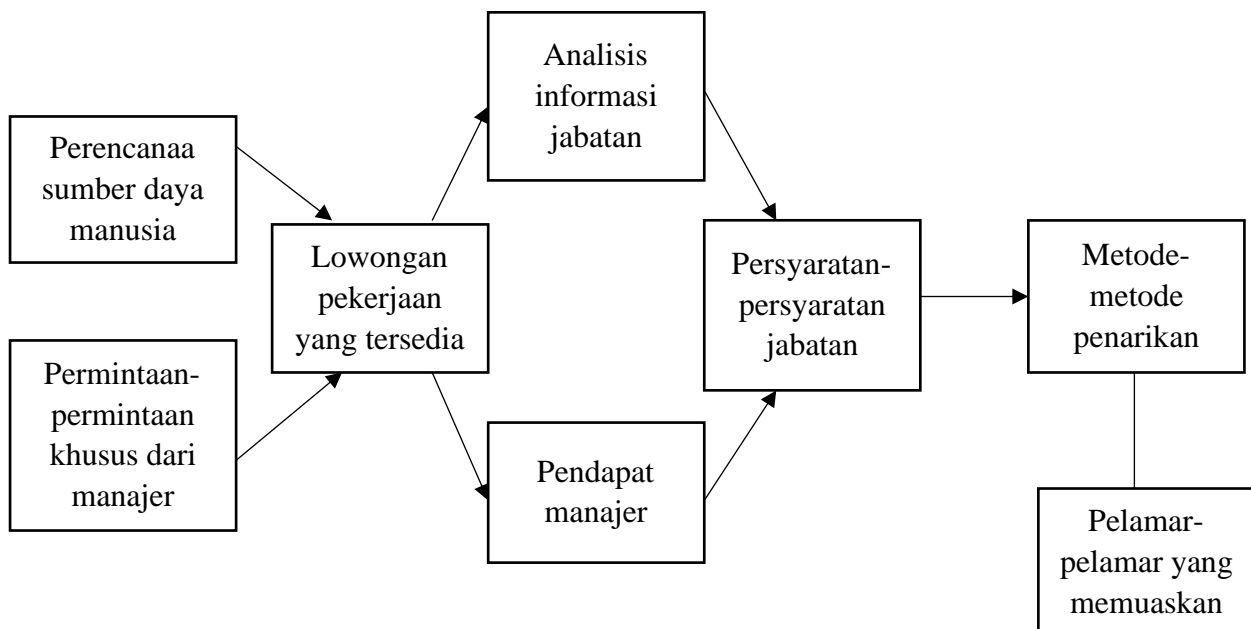 Perencanaa
sumber daya
manusia
Permintaan-
permintaan
khusus dari
manajer
Lowongan
pekerjaan
yang tersedia
Analisis
informasi
jabatan
Pendapat
manajer
Persyaratan-
persyaratan
jabatan
Metode-
metode
penarikan
Pelamar-
pelamar yang
memuaskan